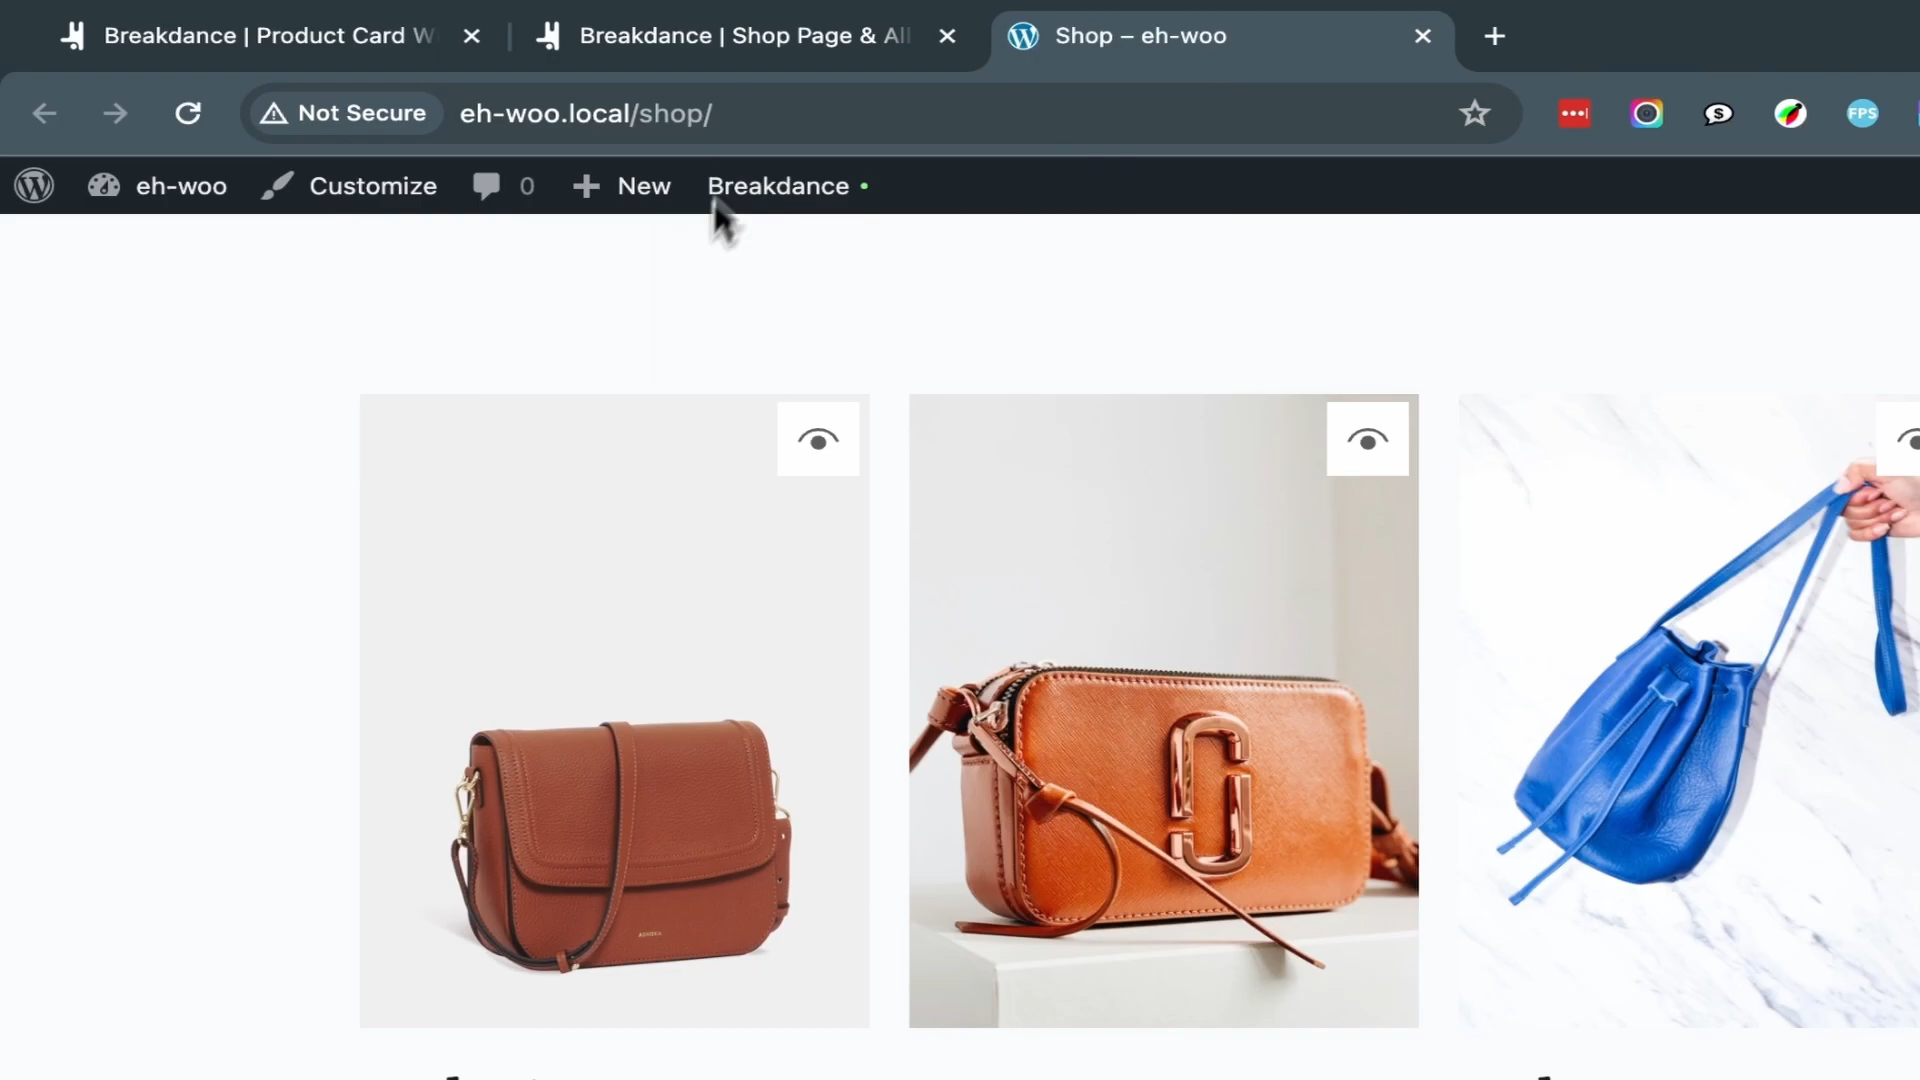 Breakdance | Product Card W
Breakdance | Shop Page & All
Shop – eh-woo
Not Secure
eh-woo.local/shop/
$
FPS
eh-woo
Customize
0
New
Breakdance